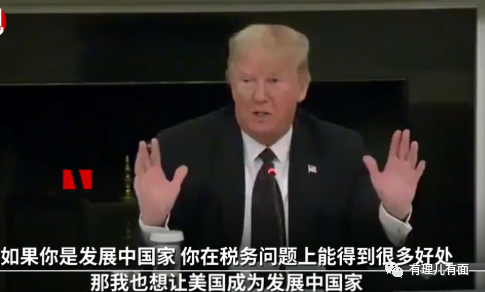 如果你是发展中国家 你在税务问题上能得到很多好处
那我也想让美国成为发展中国家
有理儿有面